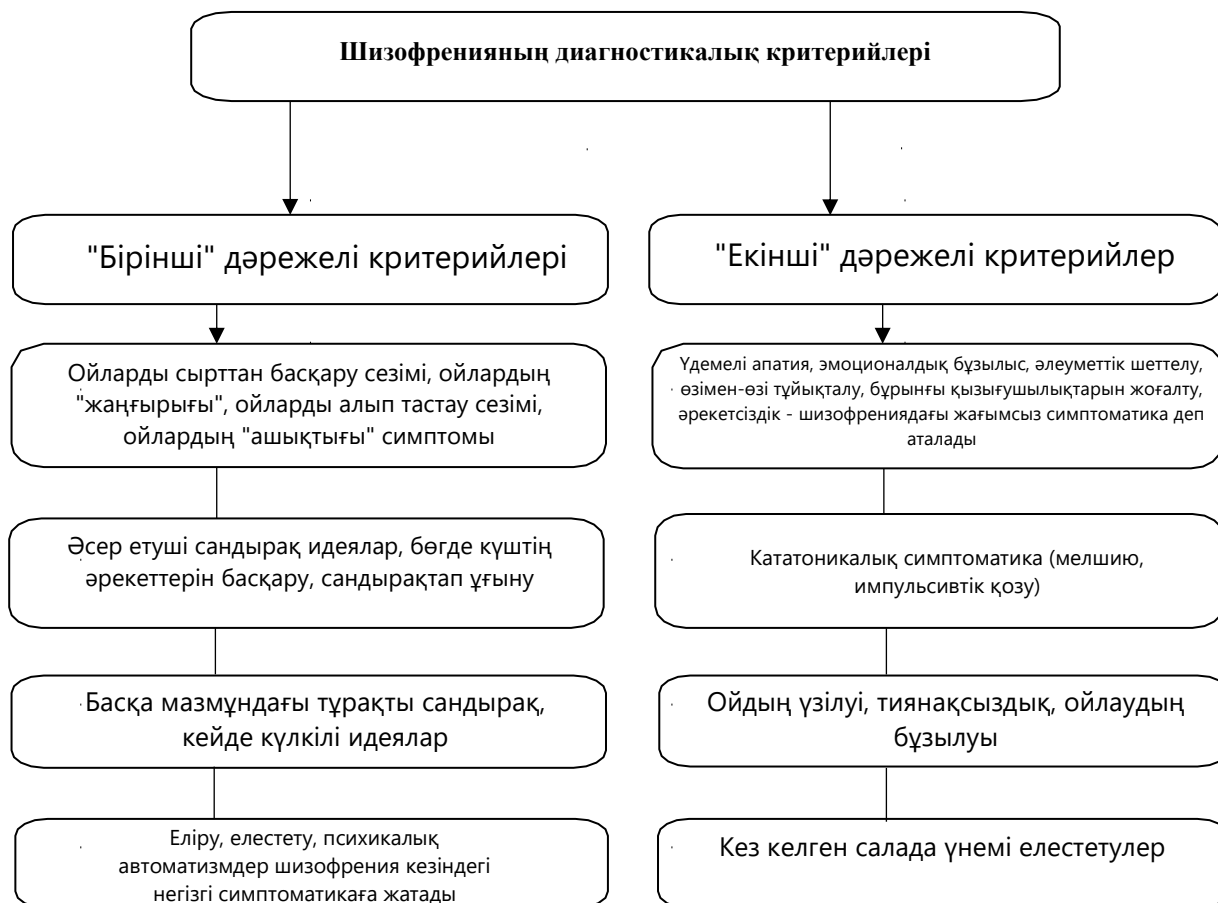 Шизофренияның диагностикалық критерийлері
"Бірінші" дәрежелі критерийлері
Ойларды сырттан басқару сезімі, ойлардың
"жаңғырығы", ойларды алып тастау сезімі,
ойлардың "ашықтығы" симптомы
Әсер етуші сандырақ идеялар, бөгде күштің
әрекеттерін басқару, сандырақтап ұғыну
Басқа мазмұндағы тұрақты сандырақ,
кейде күлкілі идеялар
Еліру, елестету, психикалық
автоматизмдер шизофрения кезіндегі
негізгі симптоматикаға жатады
"Екінші" дәрежелі критерийлер
Үдемелі апатия, эмоционалдық бұзылыс, әлеуметтік шеттелу,
өзімен-өзі тұйықталу, бұрынғы қызығушылықтарын жоғалту,
әрекетсіздік - шизофрениядағы жағымсыз симптоматика деп
аталады
Кататоникалық симптоматика (мелшию,
импульсивтік қозу)
Ойдың үзілуі, тиянақсыздық, ойлаудың
бұзылуы
Кез келген салада үнемі елестетулер